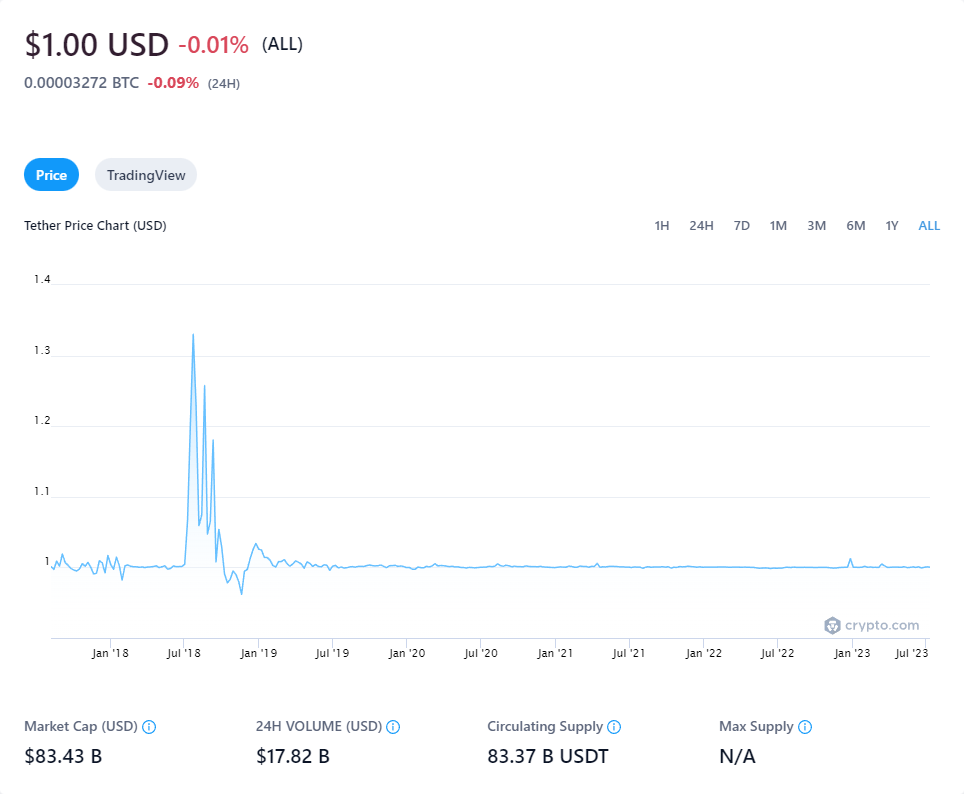 $1.00 USD -0.01% (ALL)
0.00003272 BTC -0.09% (24H)
Price TradingView
Tether Price Chart (USD) 1H 24H 7D 1M 3M 6M 1Y ALL
1.4
1.3
1.2
1.1
1
crypto.com
Jan '18 Jul '18 Jan '19 Jul '19 Jan '20 Jul '20 Jan '21 Jul '21 Jan '22 Jul '22 Jan '23 Jul '23
Market Cap (USD) 24H VOLUME (USD) Circulating Supply Max Supply
$83.43 B $17.82 B 83.37 B USDT N/A